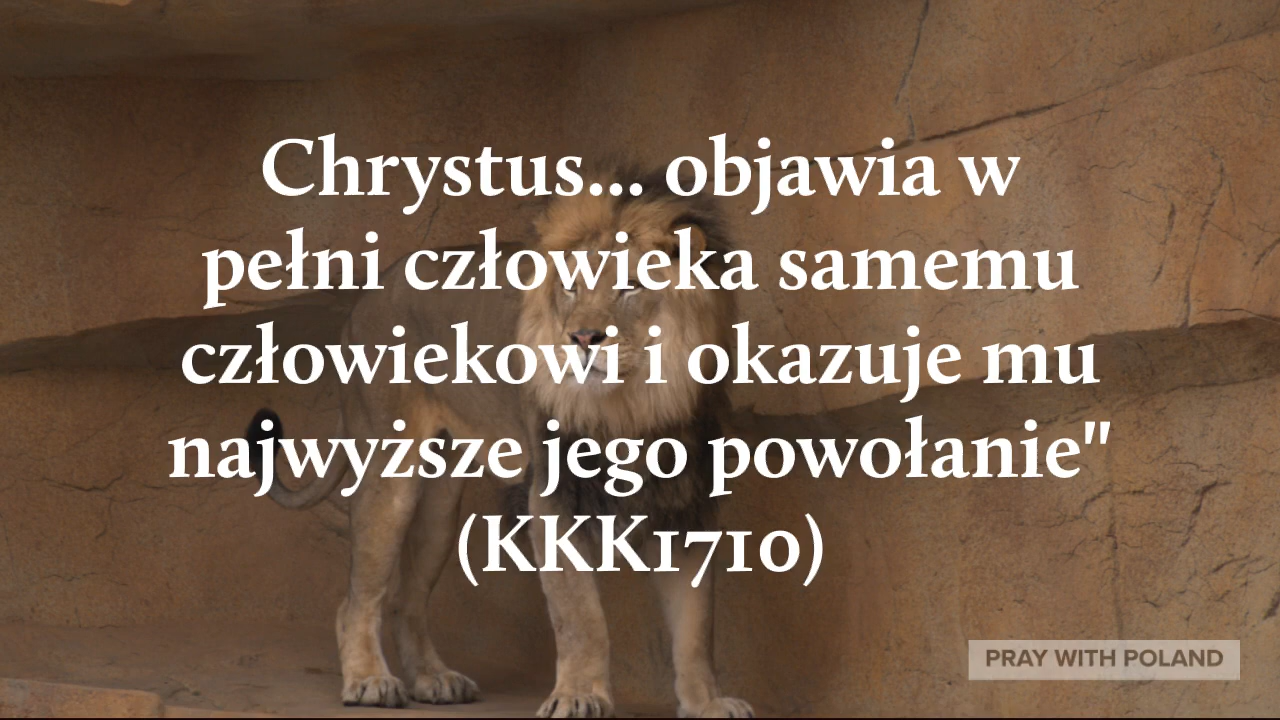 Chrystus... objawia w
pełni człowieka samemu
człowiekowi i okazuje mu
najwyższe jego powołanie"
(KKK1710)
PRAY WITH POLAND